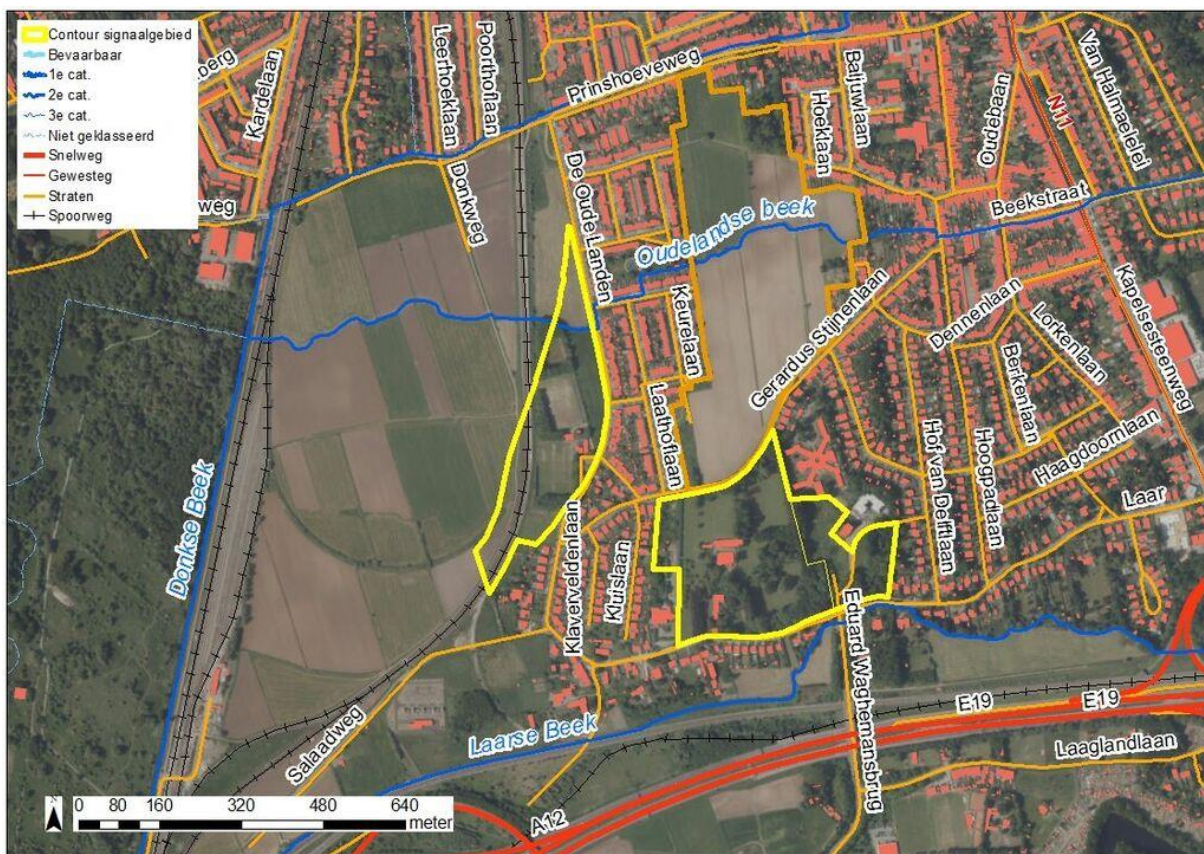 Contour signaalgebied
Bevaarbaar
1e cat.
2e cat.
3e cat.
Niet geklasseerd
Snelweg
Gewesteg
Straten
Spoorweg
Kardelaan
Leerhoeklaan
Poorthoflaan
Prinshoeveweg
Hoeklaan
Baljuwlaan
Oudebaan
N11
Van Halmaelelei
Donkweg
De Oude Landen
Oudelandse beek
Beekstraat
Keurelaan
Gerardus Stijnenlaan
Dennenlaan
Lorkenlaan
Kapelsesteenweg
Berkenlaan
Laathoflaan
Hof van Delftlaan
Hoogpadlaan
Haagdoornlaan
Laar
Donkse Beek
Klaverveldenlaan
Kluislaan
Eduard Waghemansbrug
Laarse Beek
Salaadweg
E19
E19
Laaglandlaan
A12
N
0 80 160 320 480 640
meter